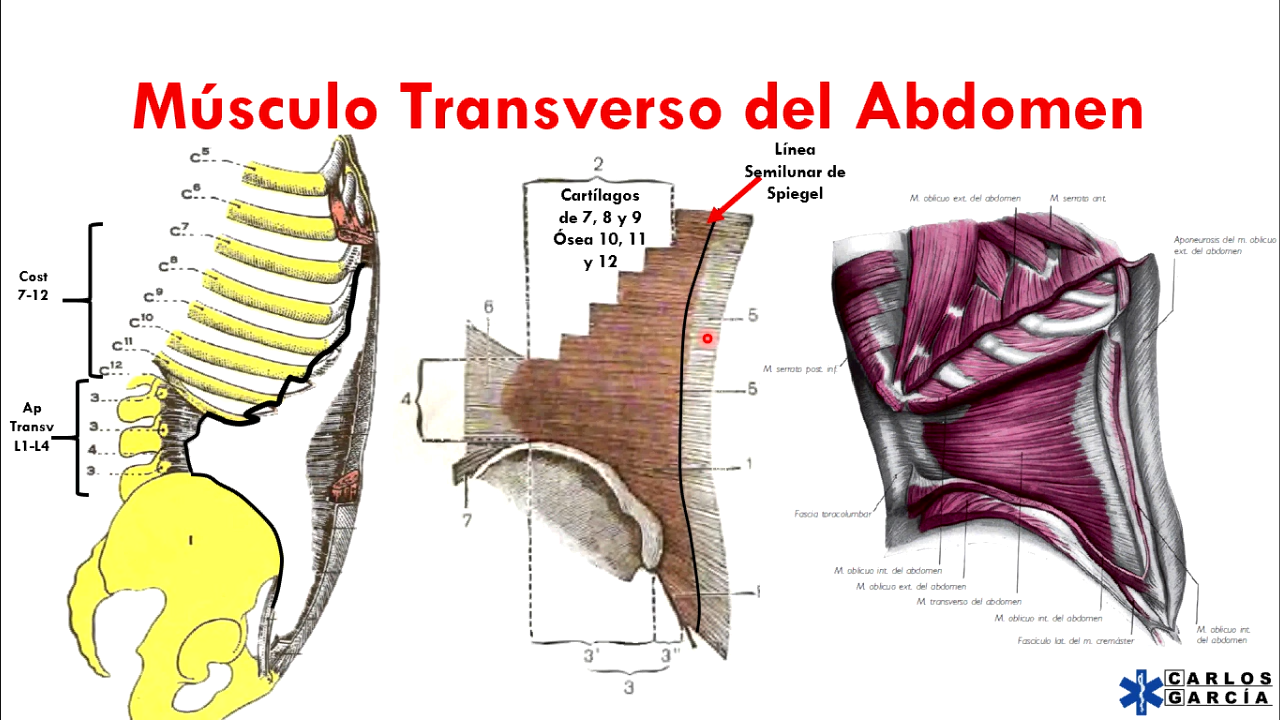 Músculo Transverso del Abdomen
C5
C6
C7
C8
C9
C10
C11
C12
3
3
4
3
I
Cost
7-12
Ap
Transv
L1-L4
2
Cartílagos
de 7, 8 y 9
Ósea 10, 11
y 12
Línea
Semilunar de
Spiegel
6
4
7
5
5
1
3'
3"
3
M. oblicuo ext. del abdomen
M. serrato ant.
Aponeurosis del m. oblicuo
ext. del abdomen
M. serrato post. inf.
Fascia toracolumbar
M. oblicuo int. del abdomen
M. oblicuo ext. del abdomen
M. transverso del abdomen
M. oblicuo int. del abdomen
Fascículo lat. del m. cremáster
M. oblicuo int.
del abdomen
CARLOS
GARCÍA